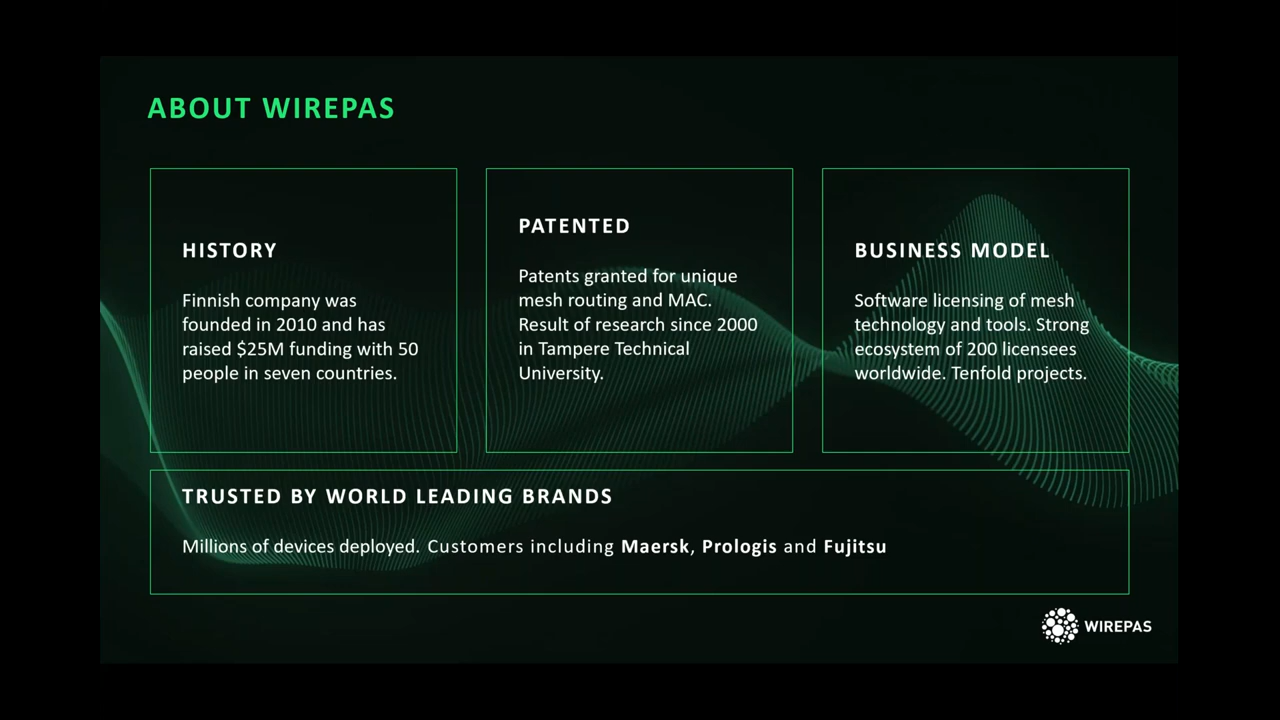 ABOUT WIREPAS
HISTORY
Finnish company was
founded in 2010 and has
raised $25M funding with 50
people in seven countries.
PATENTED
Patents granted for unique
mesh routing and MAC.
Result of research since 2000
in Tampere Technical
University.
BUSINESS MODEL
Software licensing of mesh
technology and tools. Strong
ecosystem of 200 licensees
worldwide. Tenfold projects.
TRUSTED BY WORLD LEADING BRANDS
Millions of devices deployed. Customers including Maersk, Prologis and Fujitsu
WIREPAS